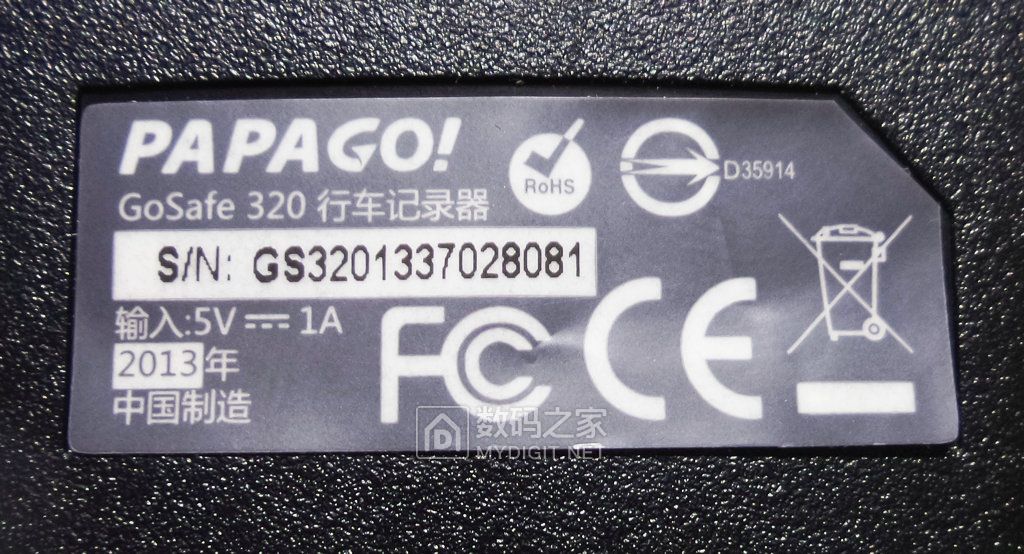 PAPAGO!
RoHS
D35914
GoSafe 320 行车记录器
S/N: GS3201337028081
输入:5V ⎓ 1A
2013年
中国制造
FC CE
数码之家
MYDIGIT.NET